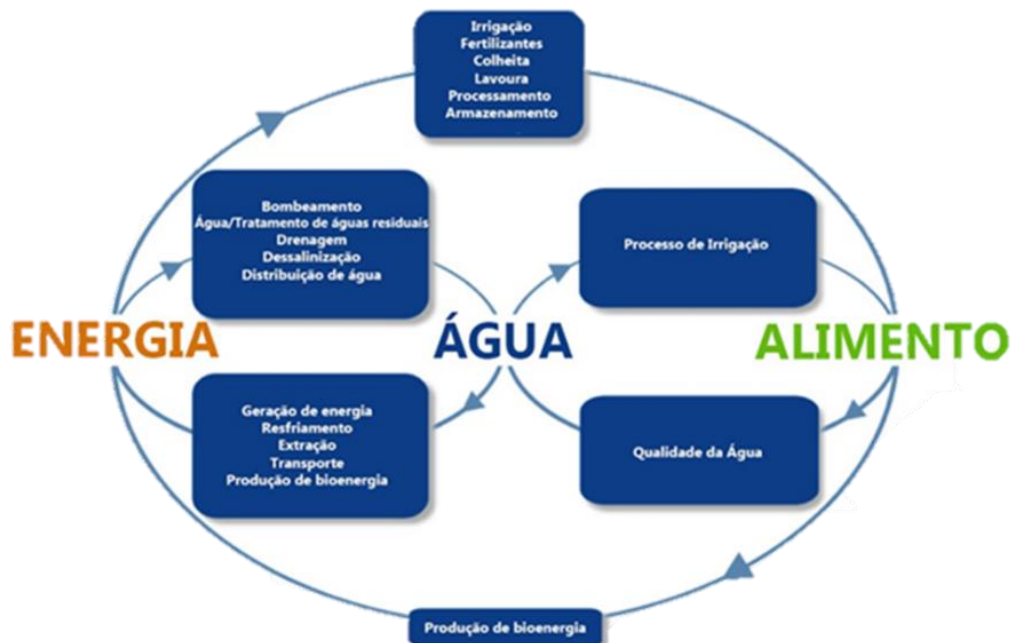 Irrigação
Fertilizantes
Colheita
Lavoura
Processamento
Armazenamento
Bombeamento
Água/Tratamento de águas residuais
Drenagem
Dessalinização
Distribuição de água
Processo de Irrigação
ENERGIA
ÁGUA
ALIMENTO
Geração de energia
Resfriamento
Extração
Transporte
Produção de bioenergia
Qualidade da Água
Produção de bioenergia